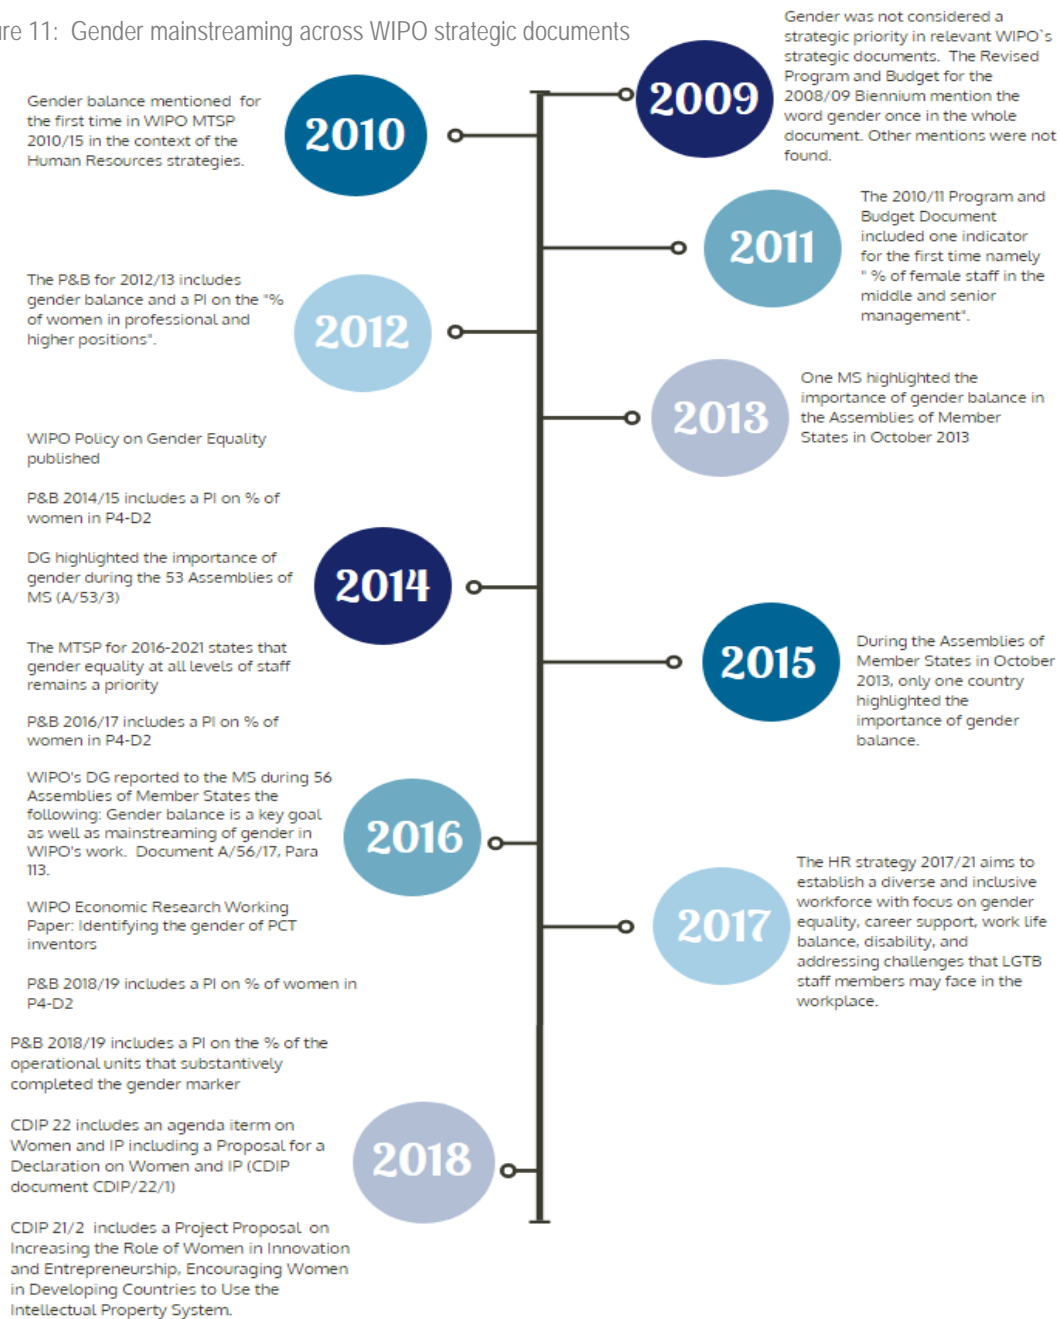 ure 11: Gender mainstreaming across WIPO strategic documents
2009
Gender was not considered a
strategic priority in relevant WIPO`s
strategic documents. The Revised
Program and Budget for the
2008/09 Biennium mention the
word gender once in the whole
document. Other mentions were not
found.
2010
Gender balance mentioned for
the first time in WIPO MTSP
2010/15 in the context of the
Human Resources strategies.
2011
The 2010/11 Program and
Budget Document
included one indicator
for the first time namely
" % of female staff in the
middle and senior
management".
2012
The P&B for 2012/13 includes
gender balance and a PI on the "%
of women in professional and
higher positions".
2013
One MS highlighted the
importance of gender balance in
the Assemblies of Member
States in October 2013
2014
WIPO Policy on Gender Equality
published
P&B 2014/15 includes a PI on % of
women in P4-D2
DG highlighted the importance of
gender during the 53 Assemblies of
MS (A/53/3)
The MTSP for 2016-2021 states that
gender equality at all levels of staff
remains a priority
2015
During the Assemblies of
Member States in October
2013, only one country
highlighted the
importance of gender
balance.
2016
P&B 2016/17 includes a PI on % of
women in P4-D2
WIPO's DG reported to the MS during 56
Assemblies of Member States the
following: Gender balance is a key goal
as well as mainstreaming of gender in
WIPO's work. Document A/56/17, Para
113.
WIPO Economic Research Working
Paper: Identifying the gender of PCT
inventors
P&B 2018/19 includes a PI on % of women in
P4-D2
2017
The HR strategy 2017/21 aims to
establish a diverse and inclusive
workforce with focus on gender
equality, career support, work life
balance, disability, and
addressing challenges that LGTB
staff members may face in the
workplace.
2018
P&B 2018/19 includes a PI on the % of the
operational units that substantively
completed the gender marker
CDIP 22 includes an agenda iterm on
Women and IP including a Proposal for a
Declaration on Women and IP (CDIP
document CDIP/22/1)
CDIP 21/2 includes a Project Proposal on
Increasing the Role of Women in Innovation
and Entrepreneurship, Encouraging Women
in Developing Countries to Use the
Intellectual Property System.